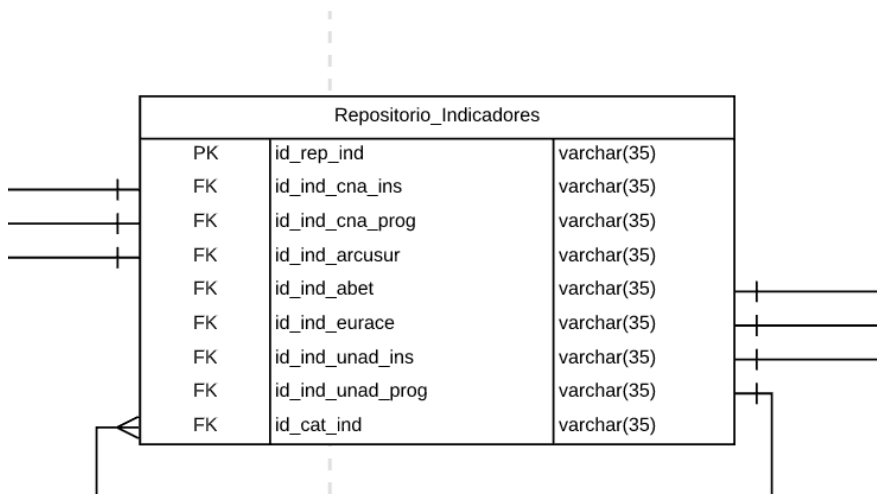 Repositorio_Indicadores
PK id_rep_ind varchar(35)
FK id_ind_cna_ins varchar(35)
FK id_ind_cna_prog varchar(35)
FK id_ind_arcusur varchar(35)
FK id_ind_abet varchar(35)
FK id_ind_eurace varchar(35)
FK id_ind_unad_ins varchar(35)
FK id_ind_unad_prog varchar(35)
FK id_cat_ind varchar(35)